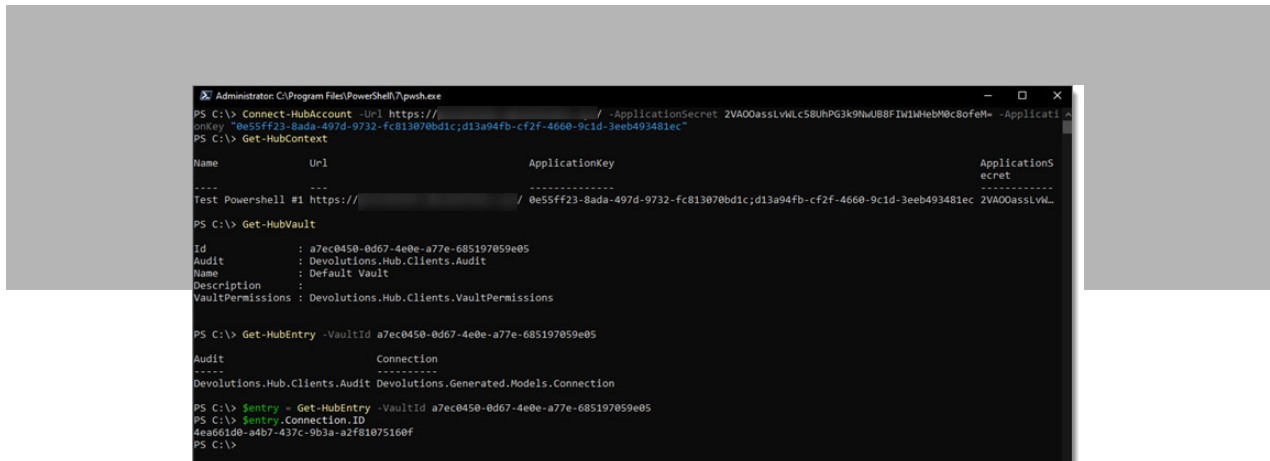 Administrator: C:\Program Files\PowerShell\7\pwsh.exe
PS C:\> Connect-HubAccount -Url https:// / -ApplicationSecret 2VAOOassLvWLc58UhPG3k9NwUB8FIW1WHebM0c8ofeM= -Applicati
onKey "0e55ff23-8ada-497d-9732-fc813070bd1c;d13a94fb-cf2f-4660-9c1d-3eeb493481ec"
PS C:\> Get-HubContext
Name Url ApplicationKey ApplicationS
ecret
---- --- -------------- ------------
Test Powershell #1 https:// / 0e55ff23-8ada-497d-9732-fc813070bd1c;d13a94fb-cf2f-4660-9c1d-3eeb493481ec 2VAOOassLvW…
PS C:\> Get-HubVault
Id : a7ec0450-0d67-4e0e-a77e-685197059e05
Audit : Devolutions.Hub.Clients.Audit
Name : Default Vault
Description :
VaultPermissions : Devolutions.Hub.Clients.VaultPermissions
PS C:\> Get-HubEntry -VaultId a7ec0450-0d67-4e0e-a77e-685197059e05
Audit Connection
----- ----------
Devolutions.Hub.Clients.Audit Devolutions.Generated.Models.Connection
PS C:\> $entry = Get-HubEntry -VaultId a7ec0450-0d67-4e0e-a77e-685197059e05
PS C:\> $entry.Connection.ID
4ea661d0-a4b7-437c-9b3a-a2f81075160f
PS C:\>